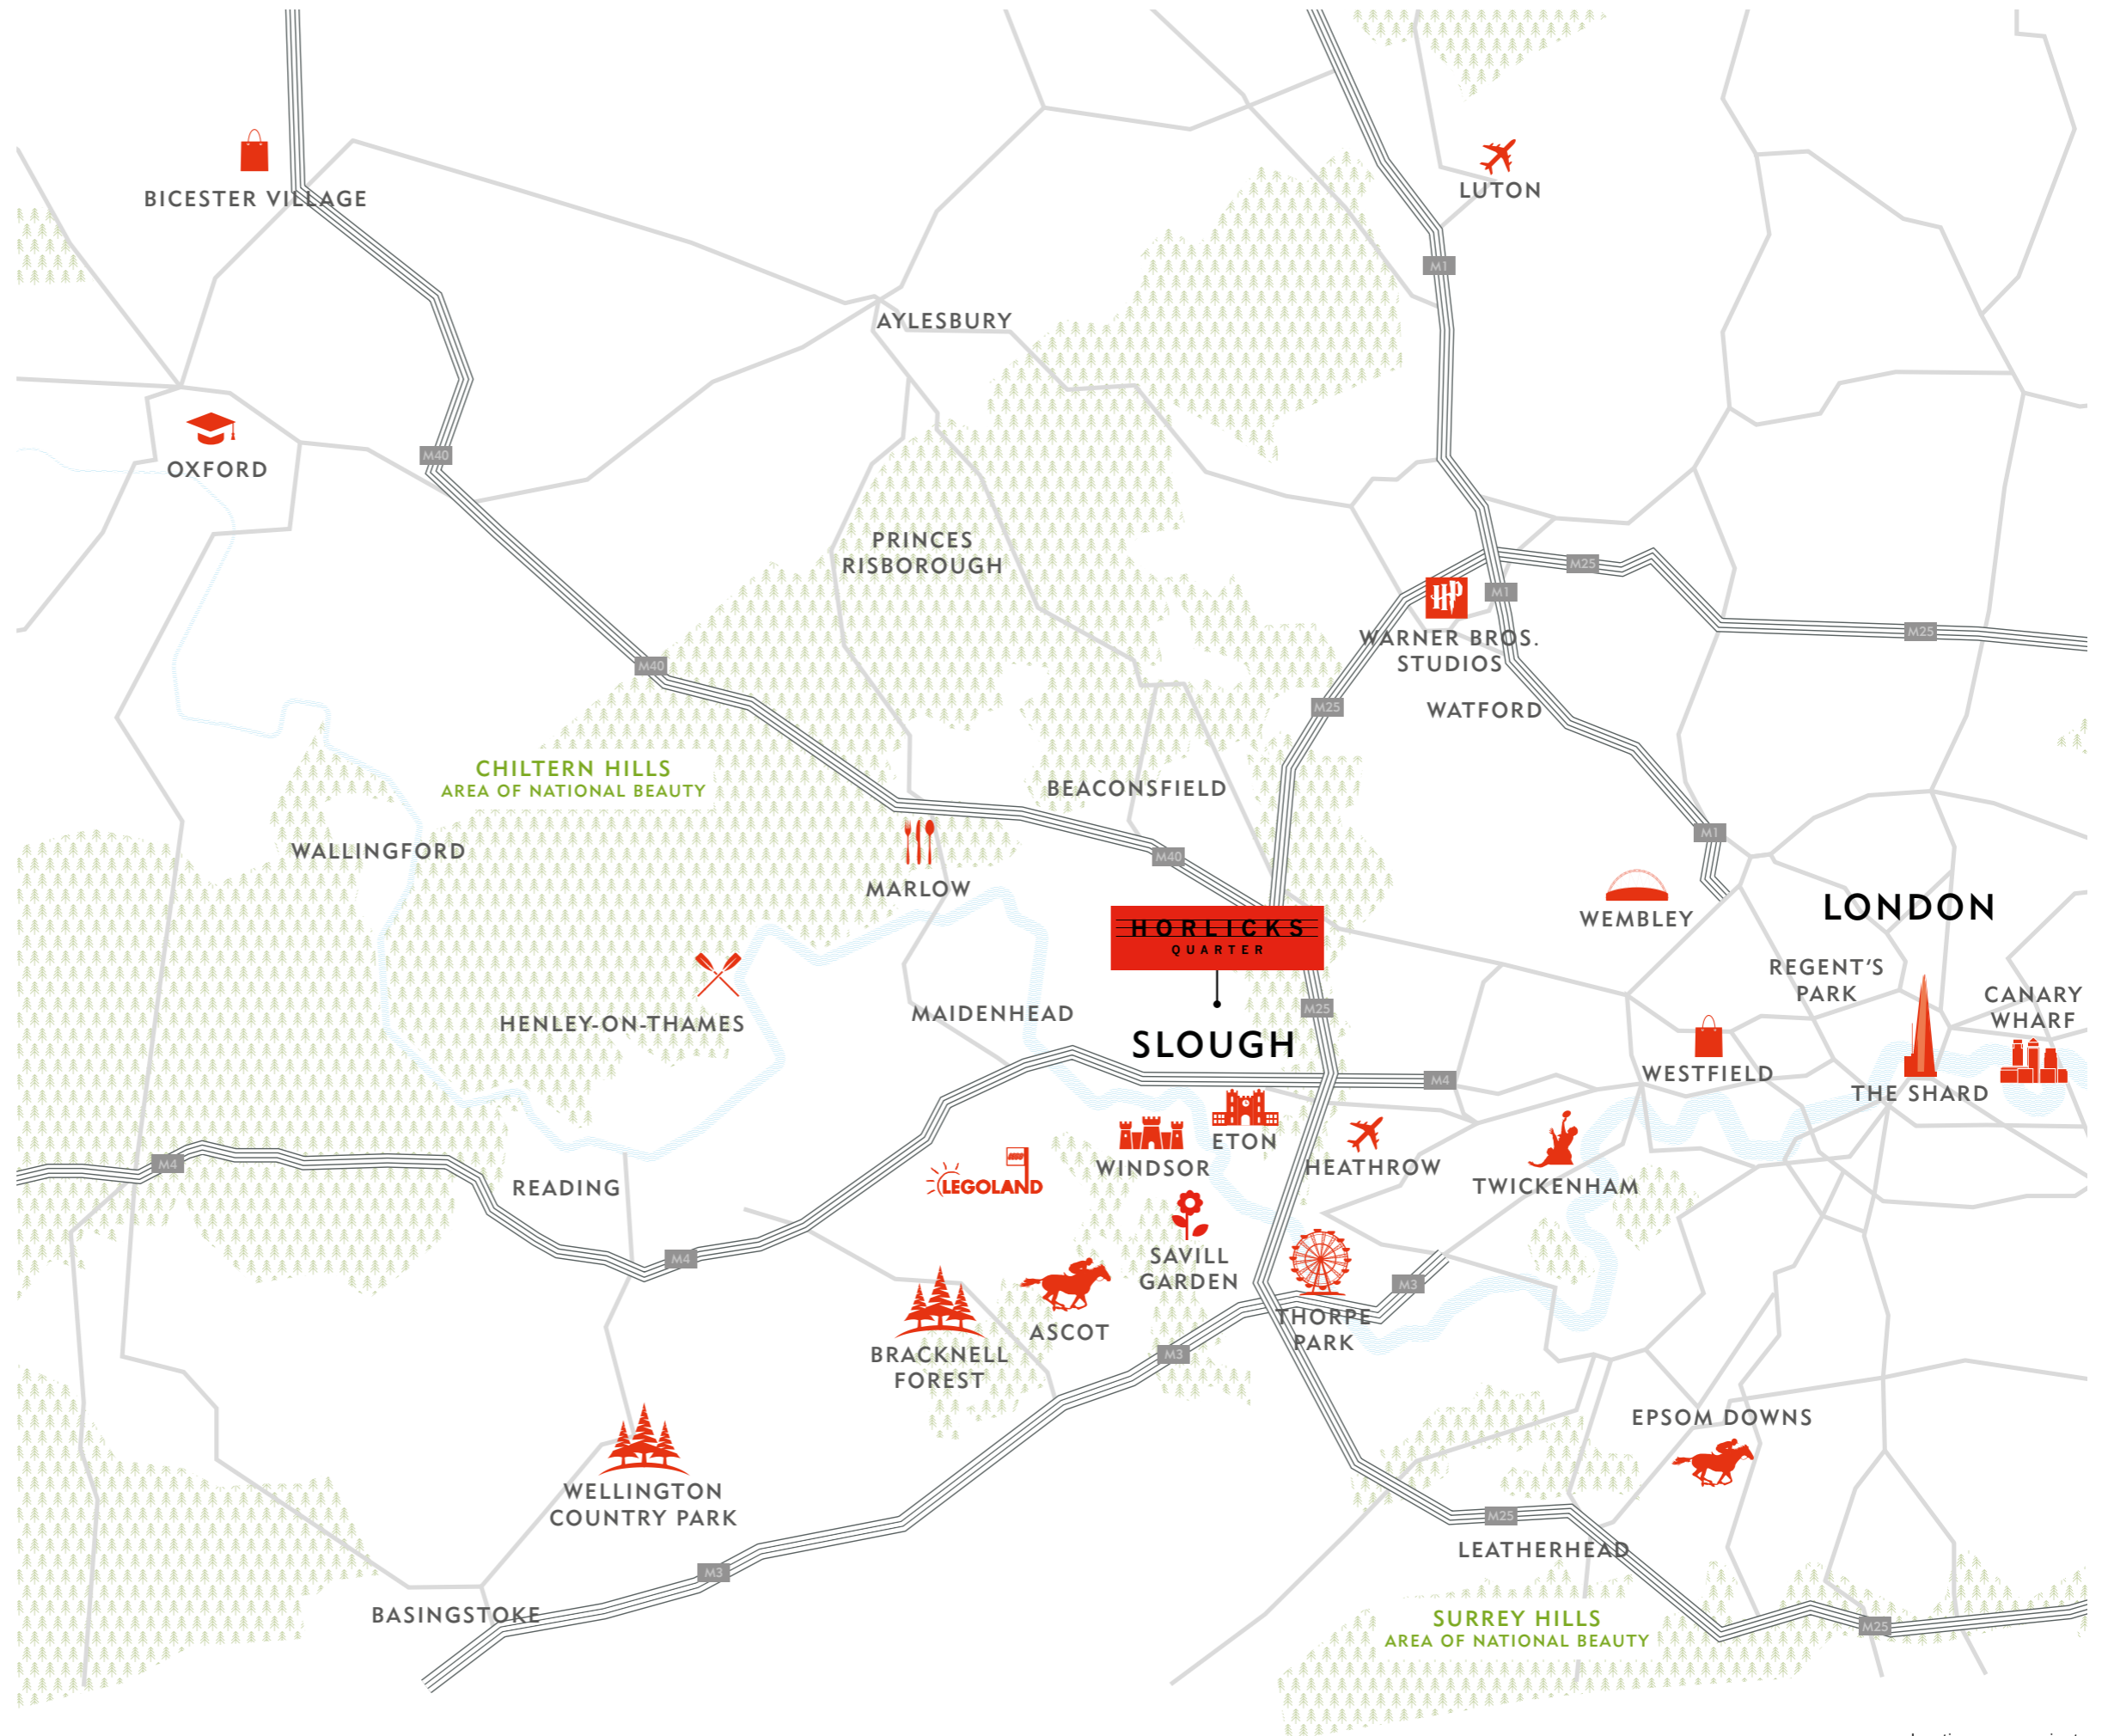 LUTON
BICESTER VILLAGE
M1
AYLESBURY
M40
OXFORD
PRINCES
RISBOROUGH
M25
M1
HP
M25
WARNER BROS.
STUDIOS
M40
M25
WATFORD
CHILTERN HILLS
AREA OF NATIONAL BEAUTY
BEACONSFIELD
M1
WALLINGFORD
M40
MARLOW
LONDON
WEMBLEY
HORLICKS
QUARTER
REGENT'S
PARK
CANARY
WHARF
M25
MAIDENHEAD
HENLEY-ON-THAMES
SLOUGH
WESTFIELD
M4
THE SHARD
ETON
WINDSOR
HEATHROW
M4
LEGOLAND
READING
TWICKENHAM
SAVILL
GARDEN
M4
M3
THORPE
PARK
ASCOT
BRACKNELL
FOREST
M3
EPSOM DOWNS
WELLINGTON
COUNTRY PARK
M25
LEATHERHEAD
M3
BASINGSTOKE
SURREY HILLS
AREA OF NATIONAL BEAUTY
M25